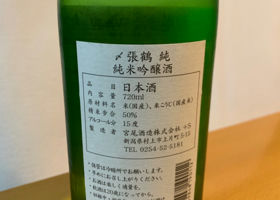 〆張鶴 純
純米吟醸酒
品目 日本酒
内容量 720ml
原材料名 米(国産)、米こうじ(国産米)
精米歩合 50%
アルコール分 15度
宮尾酒造株式会社 +S
新潟県村上市上片町5-15
TEL 0254-52-5181